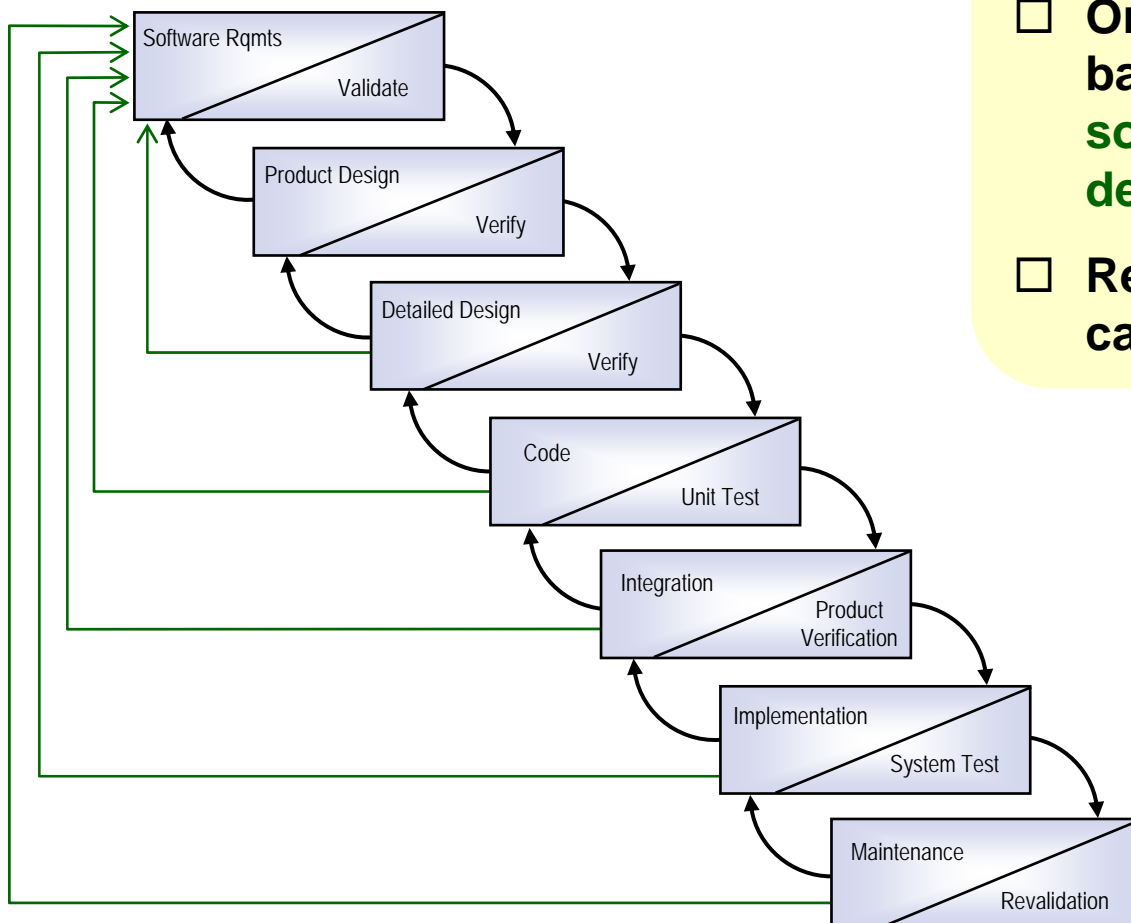 Software Rqmts
Validate
Product Design
Verify
Detailed Design
Verify
Code
Unit Test
Integration
Product
Verification
Implementation
System Test
Maintenance
Revalidation